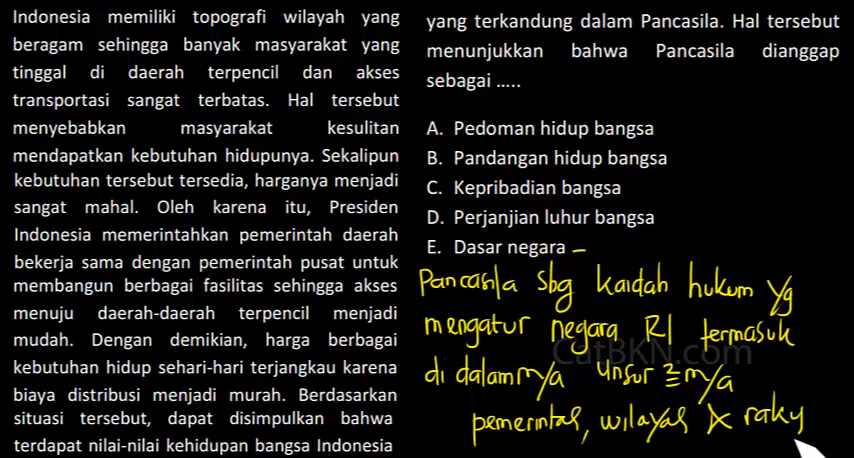 Indonesia memiliki topografi wilayah yang
beragam sehingga banyak masyarakat yang
tinggal di daerah terpencil dan akses
transportasi sangat terbatas. Hal tersebut
menyebabkan masyarakat kesulitan
mendapatkan kebutuhan hidupunya. Sekalipun
kebutuhan tersebut tersedia, harganya menjadi
sangat mahal. Oleh karena itu, Presiden
Indonesia memerintahkan pemerintah daerah
bekerja sama dengan pemerintah pusat untuk
membangun berbagai fasilitas sehingga akses
menuju daerah-daerah terpencil menjadi
mudah. Dengan demikian, harga berbagai
kebutuhan hidup sehari-hari terjangkau karena
biaya distribusi menjadi murah. Berdasarkan
situasi tersebut, dapat disimpulkan bahwa
terdapat nilai-nilai kehidupan bangsa Indonesia
yang terkandung dalam Pancasila. Hal tersebut
menunjukkan bahwa Pancasila dianggap
sebagai .....
A. Pedoman hidup bangsa
B. Pandangan hidup bangsa
C. Kepribadian bangsa
D. Perjanjian luhur bangsa
E. Dasar negara –
Pancasila sbg kaidah hukum yg
mengatur negara RI termasuk
CatBKN.com
di dalam n/a unsur ² n/a
pemerintah, wilayah & raky